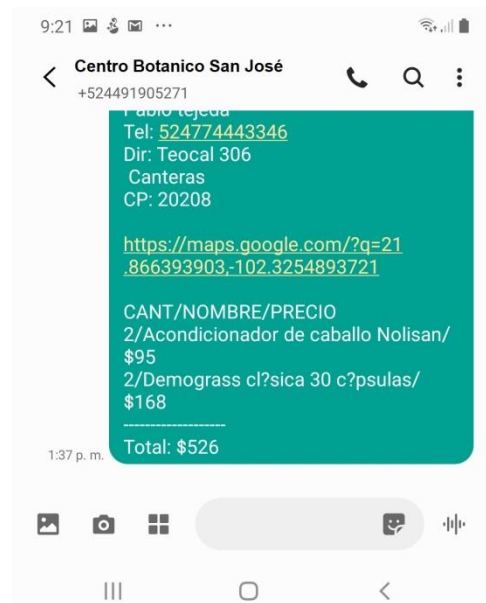 9:21
Centro Botanico San José
+524491905271
Pablo tejeda
Tel: 524774443346
Dir: Teocal 306
Canteras
CP: 20208
https://maps.google.com/?q=21
.866393903,-102.3254893721
CANT/NOMBRE/PRECIO
2/Acondicionador de caballo Nolisan/
$95
2/Demograss cl?sica 30 c?psulas/
$168
-------------------
Total: $526
1:37 p. m.